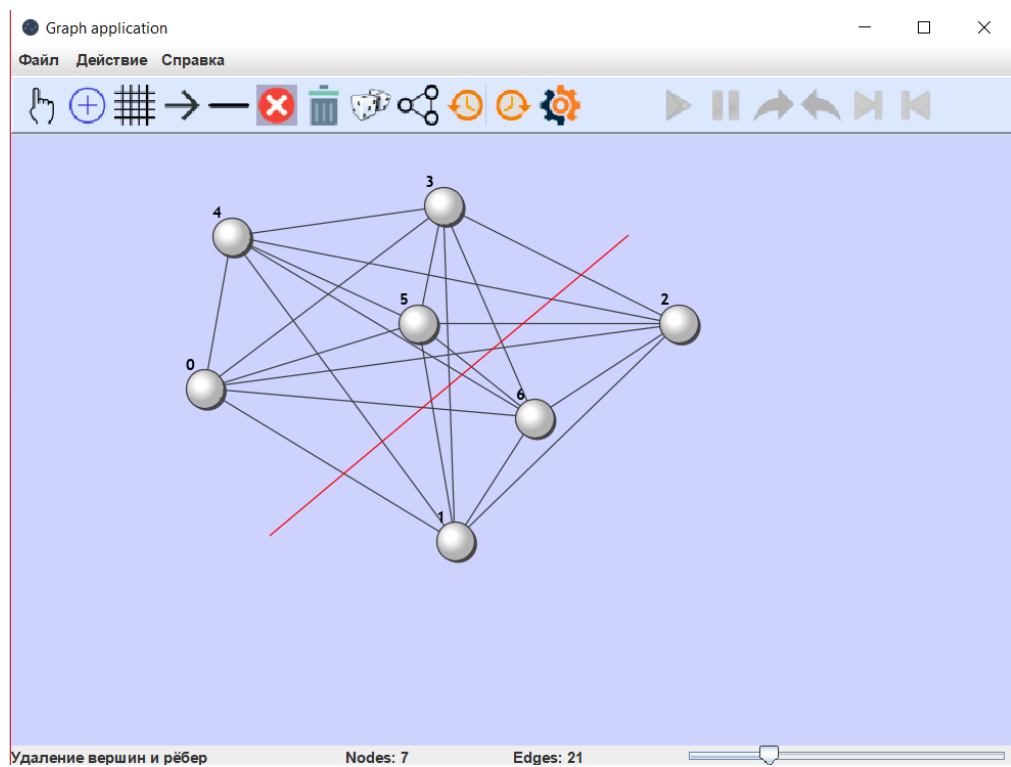 Graph application
Файл Действие Справка
3
4
5
2
0
6
1
Удаление вершин и рёбер Nodes: 7 Edges: 21